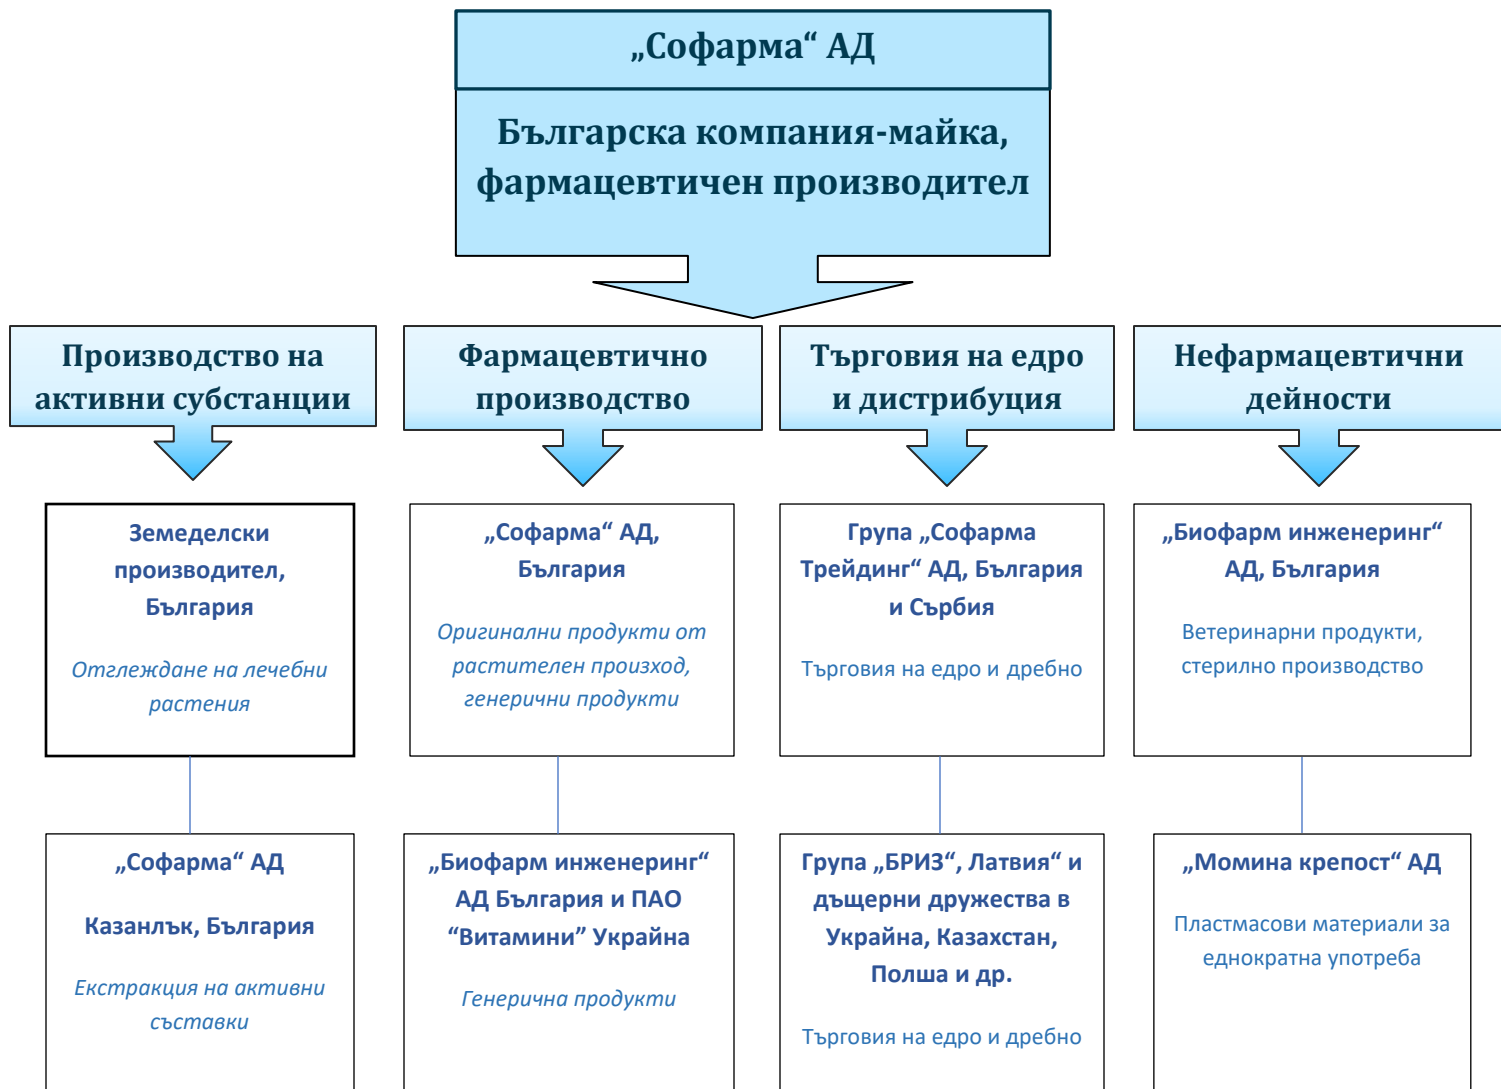 „Софарма“ АД
Българска компания-майка,
фармацевтичен производител
Производство на
активни субстанции
Фармацевтично
производство
Търговия на едро
и дистрибуция
Нефармацевтични
дейности
Земеделски
производител,
България
Отглеждане на лечебни
растения
„Софарма“ АД,
България
Оригинални продукти от
растителен произход,
генерични продукти
Група „Софарма
Трейдинг“ АД, България
и Сърбия
Търговия на едро и дребно
„Биофарм инженеринг“
АД, България
Ветеринарни продукти,
стерилно производство
„Софарма“ АД
Казанлък, България
Екстракция на активни
съставки
„Биофарм инженеринг“
АД България и ПАО
“Витамини” Украйна
Генерична продукти
Група „БРИЗ“, Латвия“ и
дъщерни дружества в
Украйна, Казахстан,
Полша и др.
Търговия на едро и дребно
„Момина крепост“ АД
Пластмасови материали за
еднократна употреба